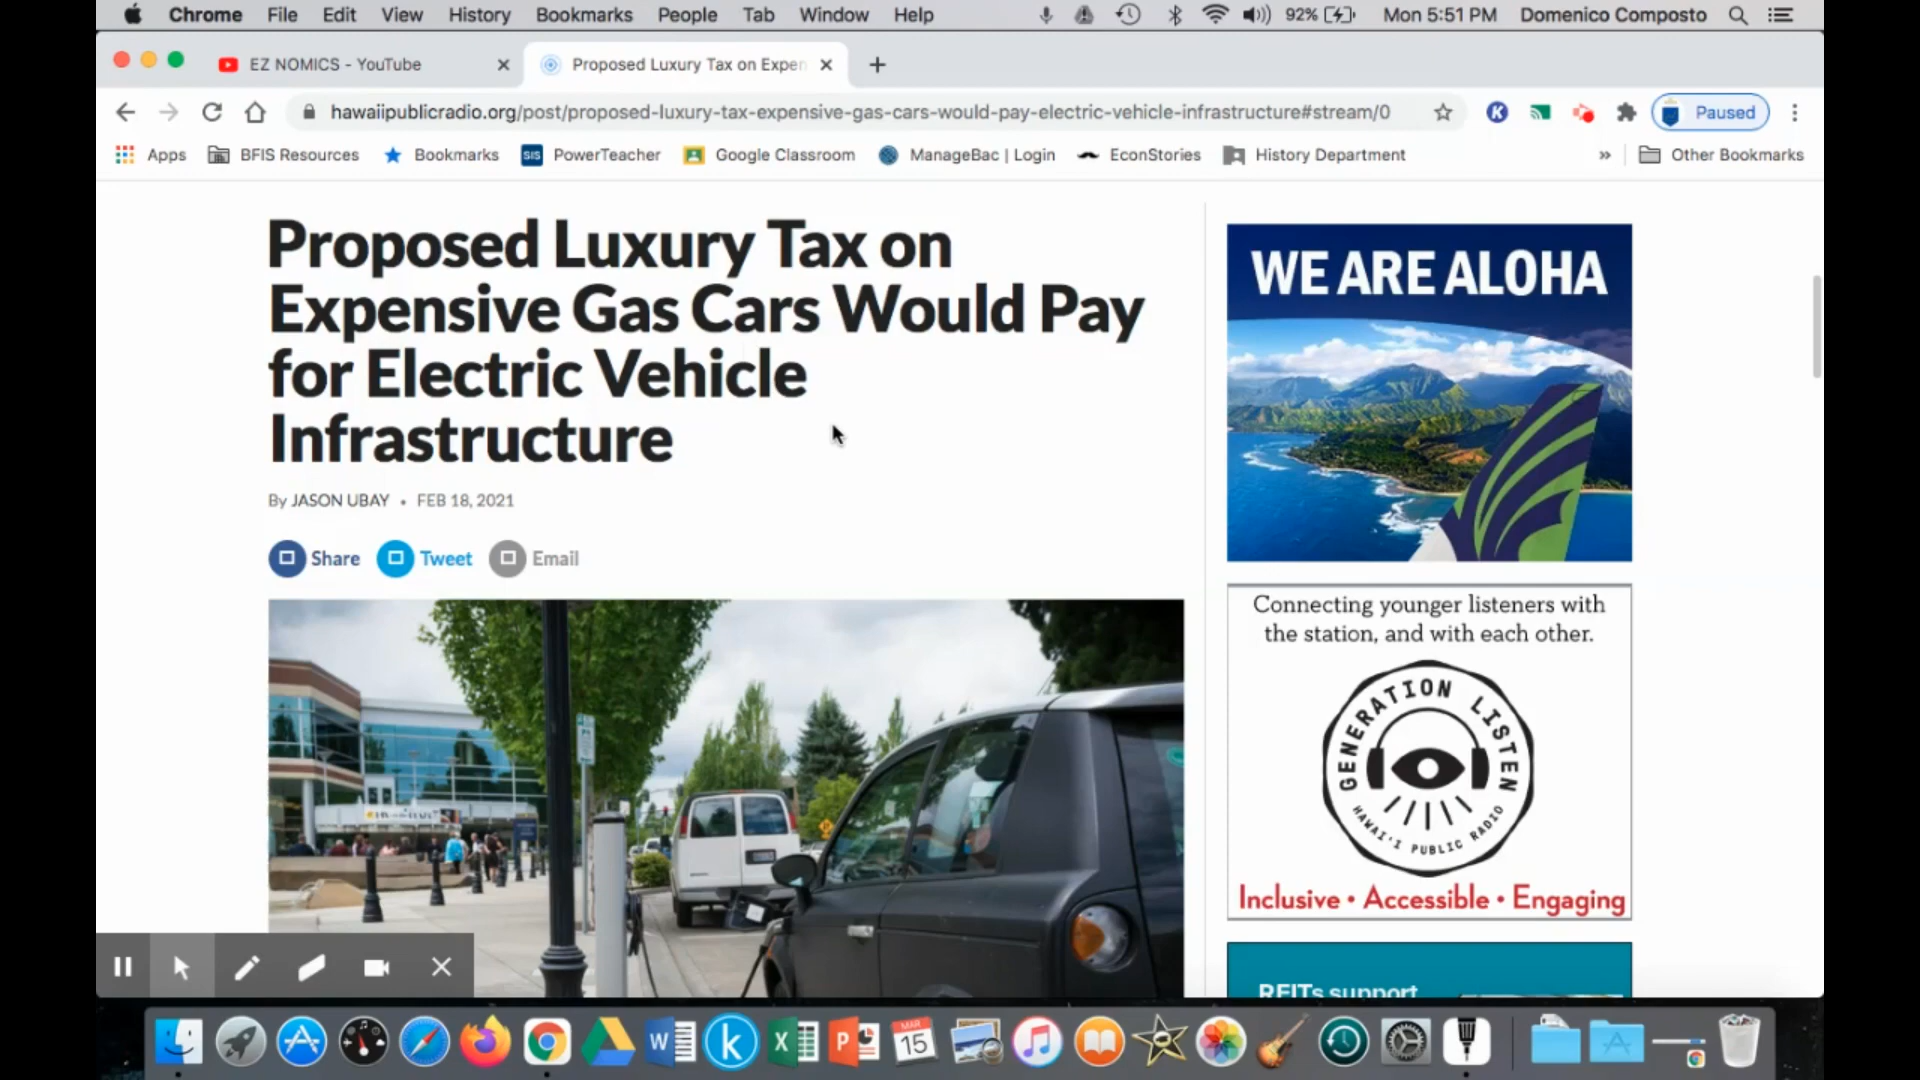 Chrome File Edit View History Bookmarks People Tab Window Help 92% Mon 5:51 PM Domenico Composto
EZ NOMICS - YouTube Proposed Luxury Tax on Expen
hawaiipublicradio.org/post/proposed-luxury-tax-expensive-gas-cars-would-pay-electric-vehicle-infrastructure#stream/0 K Paused
Apps BFIS Resources Bookmarks SIS PowerTeacher Google Classroom ManageBac | Login EconStories History Department » Other Bookmarks
Proposed Luxury Tax on
Expensive Gas Cars Would Pay
for Electric Vehicle
Infrastructure
By JASON UBAY • FEB 18, 2021
Share Tweet Email
WE ARE ALOHA
Connecting younger listeners with
the station, and with each other.
GENERATION LISTEN
HAWAI'I PUBLIC RADIO
Inclusive • Accessible • Engaging
REITs support
W k X P MAR 15